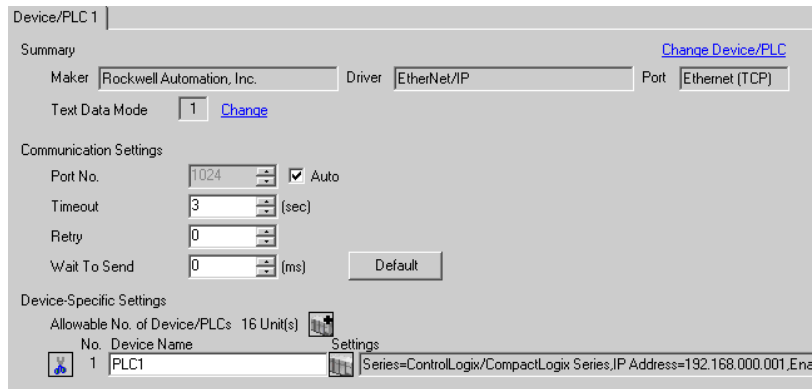 Device/PLC 1
Summary Change Device/PLC
Maker Rockwell Automation, Inc. Driver EtherNet/IP Port Ethernet (TCP)
Text Data Mode 1 Change
Communication Settings
Port No. 1024 Auto
Timeout 3 (sec)
Retry 0
Wait To Send 0 (ms) Default
Device-Specific Settings
Allowable No. of Device/PLCs 16 Unit(s)
No. Device Name Settings
1 PLC1 Series=ControlLogix/CompactLogix Series,IP Address=192.168.000.001,Ena